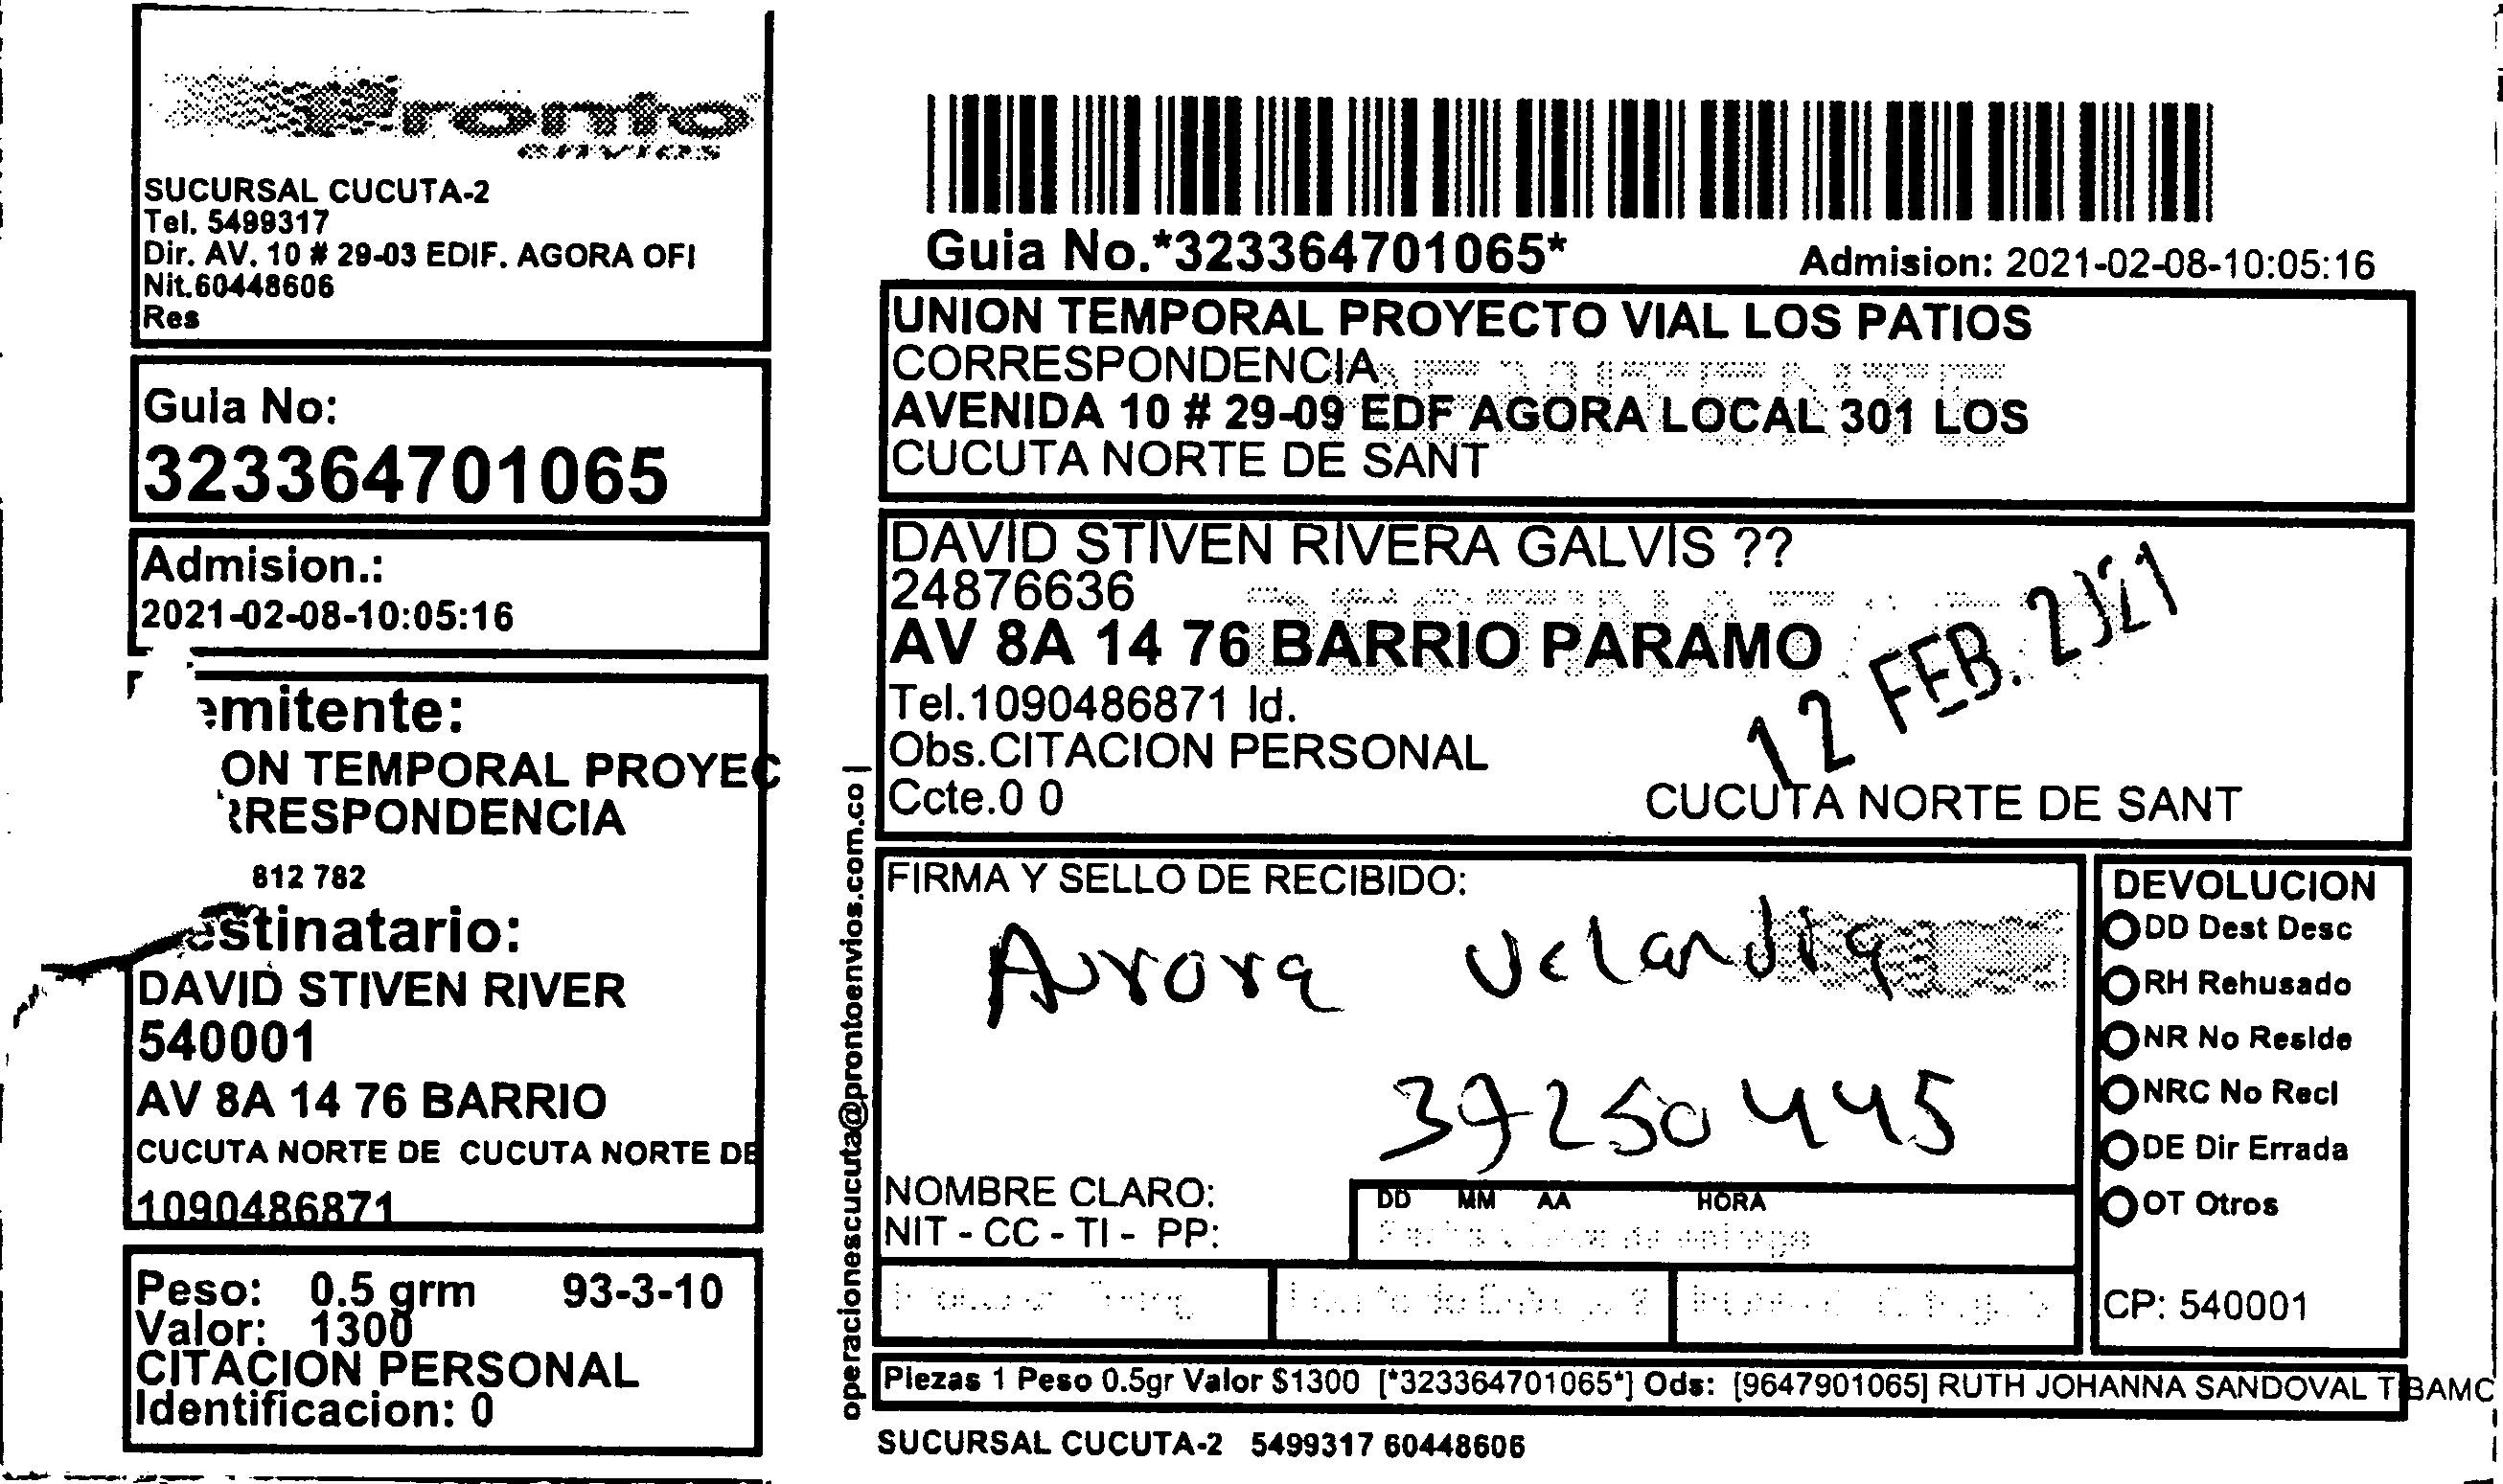 Pronto
envios
SUCURSAL CUCUTA-2
Tel. 5499317
Dir. AV. 10 # 29-03 EDIF. AGORA OFI
Nit.60448606
Res
Guia No:
323364701065
Admision.:
2021-02-08-10:05:16
emitente:
ON TEMPORAL PROYEC
RRESPONDENCIA
812 782
estinatario:
DAVID STIVEN RIVER
540001
AV 8A 14 76 BARRIO
CUCUTA NORTE DE CUCUTA NORTE DE
1090486871
Peso: 0.5 grm 93-3-10
Valor: 1300
CITACION PERSONAL
Identificacion: 0
operacionescucuta@prontoenvios.com.co |
Guia No.*323364701065*
Admision: 2021-02-08-10:05:16
UNION TEMPORAL PROYECTO VIAL LOS PATIOS
CORRESPONDENCIA
REMITENTE
AVENIDA 10 # 29-09 EDF AGORA LOCAL 301 LOS
CUCUTA NORTE DE SANT
DAVID STIVEN RIVERA GALVIS ??
24876636
DESTINATARIO
AV 8A 14 76 BARRIO PARAMO
12 FEB. 2021
Tel.1090486871 Id.
Obs.CITACION PERSONAL
Ccte.0 0
CUCUTA NORTE DE SANT
FIRMA Y SELLO DE RECIBIDO:
Aurora Velandia
37250445
NOMBRE CLARO:
NIT - CC - TI - PP:
DD MM AA HORA
DEVOLUCION
DD Dest Desc
RH Rehusado
NR No Reside
NRC No Recl
DE Dir Errada
OT Otros
CP: 540001
Piezas 1 Peso 0.5gr Valor $1300 [*323364701065*] Ods: [9647901065] RUTH JOHANNA SANDOVAL TIBAMC
SUCURSAL CUCUTA-2 5499317 60448606